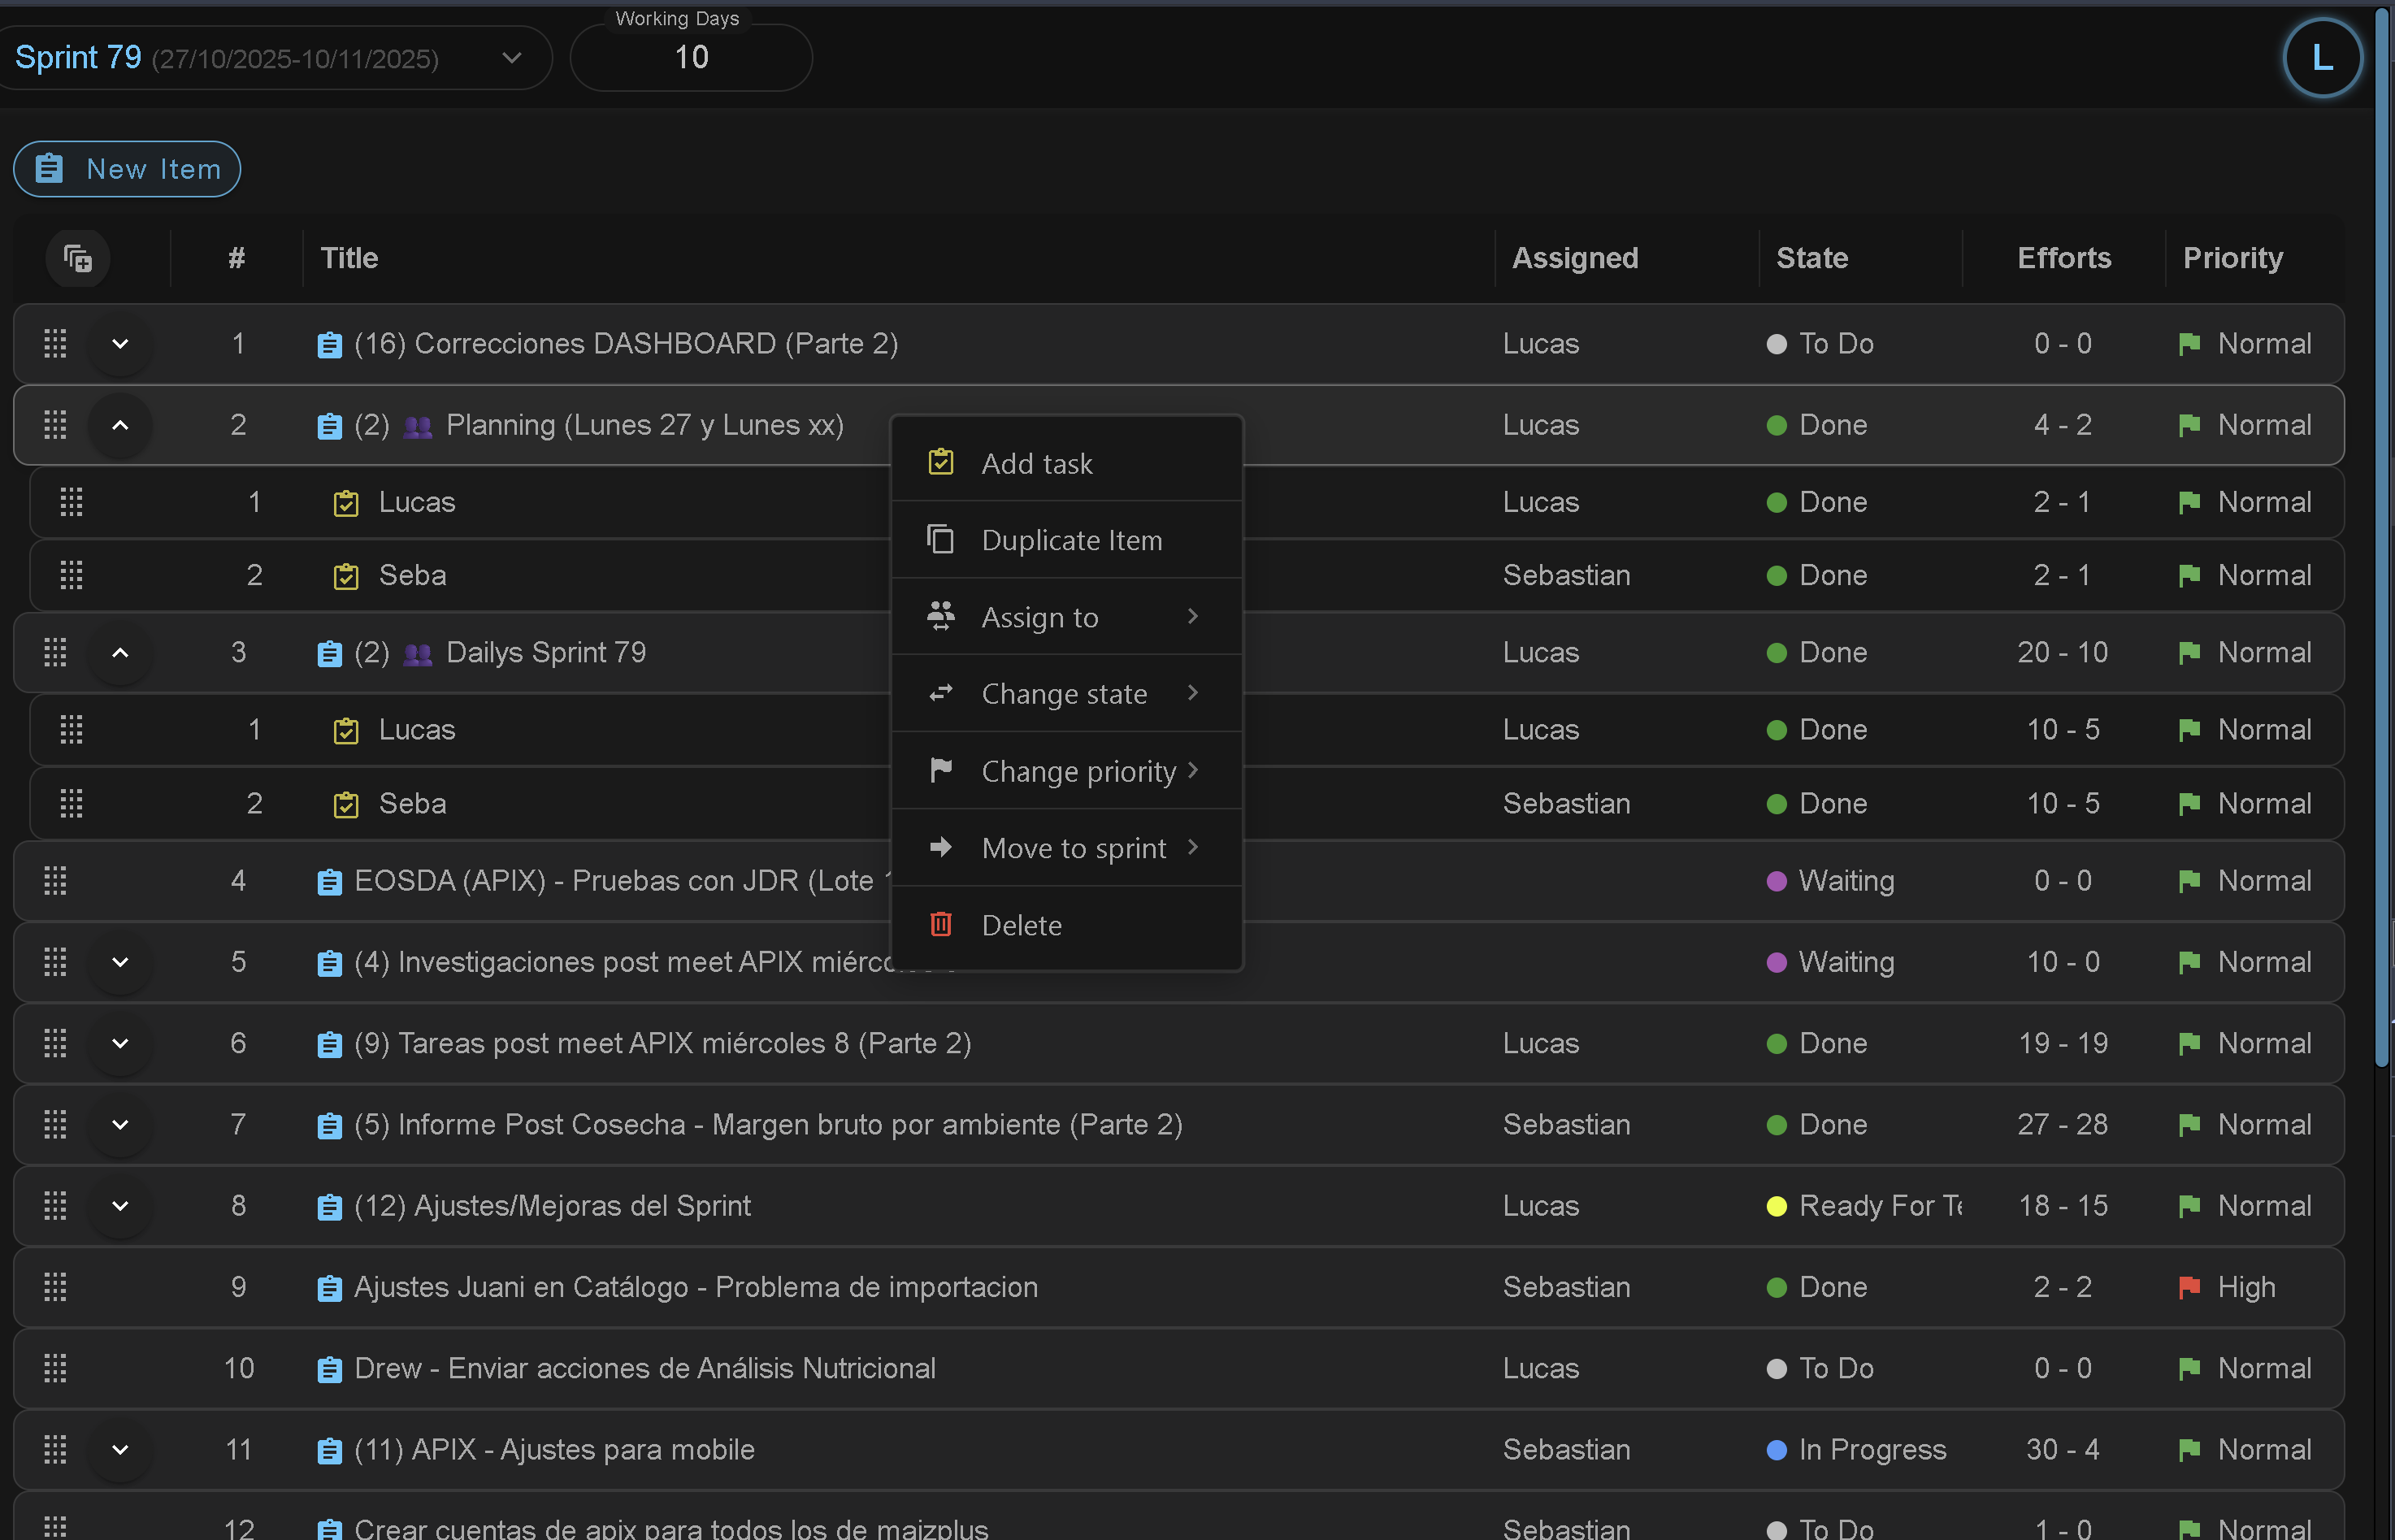 Working Days
Sprint 79 (27/10/2025-10/11/2025) 10 L
New Item
# Title Assigned State Efforts Priority
1 (16) Correcciones DASHBOARD (Parte 2) Lucas To Do 0 - 0 Normal
2 (2) Planning (Lunes 27 y Lunes xx) Lucas Done 4 - 2 Normal
Add task
1 Lucas Lucas Done 2 - 1 Normal
Duplicate Item
2 Seba Sebastian Done 2 - 1 Normal
Assign to
3 (2) Dailys Sprint 79 Lucas Done 20 - 10 Normal
Change state
1 Lucas Lucas Done 10 - 5 Normal
Change priority
2 Seba Sebastian Done 10 - 5 Normal
Move to sprint
4 EOSDA (APIX) - Pruebas con JDR (Lote Waiting 0 - 0 Normal
Delete
5 (4) Investigaciones post meet APIX Waiting 10 - 0 Normal
6 (9) Tareas post meet APIX miércoles 8 (Parte 2) Lucas Done 19 - 19 Normal
7 (5) Informe Post Cosecha - Margen bruto por ambiente (Parte 2) Sebastian Done 27 - 28 Normal
8 (12) Ajustes/Mejoras del Sprint Lucas Ready For 18 - 15 Normal
9 Ajustes Juani en Catálogo - Problema de importacion Sebastian Done 2 - 2 High
10 Drew - Enviar acciones de Análisis Nutricional Lucas To Do 0 - 0 Normal
11 (11) APIX - Ajustes para mobile Sebastian In Progress 30 - 4 Normal
12 Crear cuentas de apix para todos los de maizplus Sebastian To Do 1 - 0 Normal